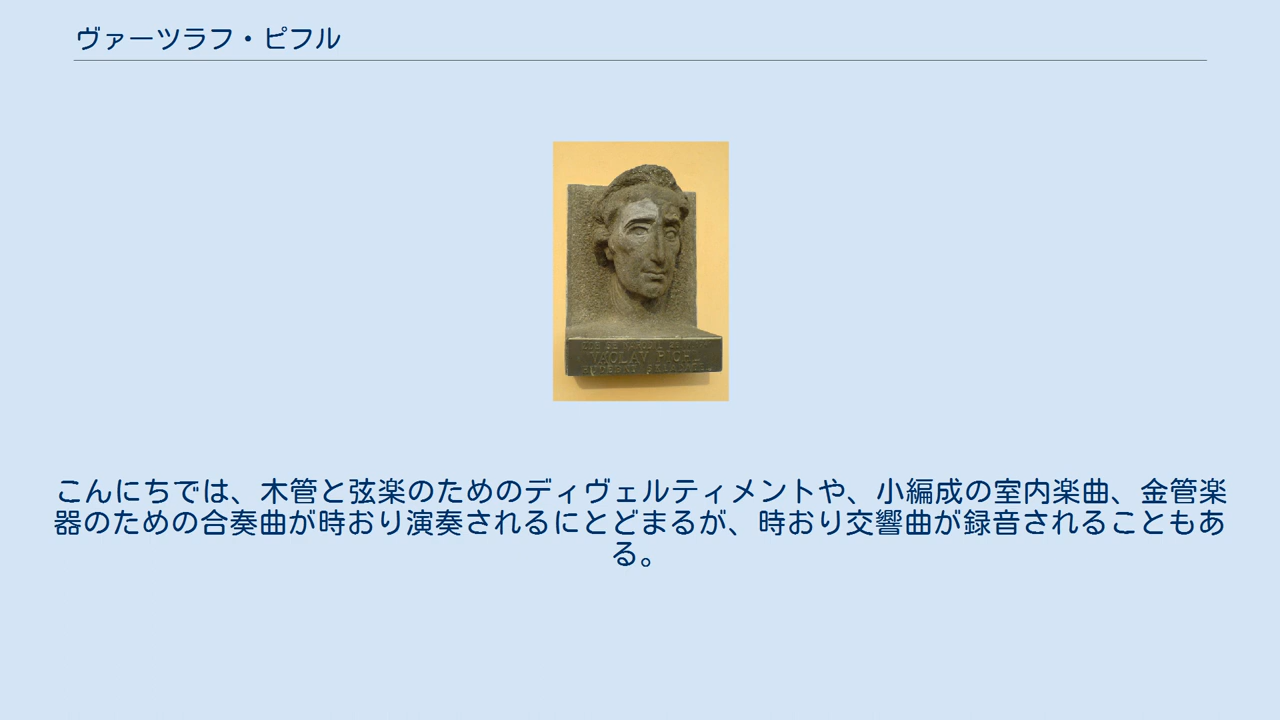 ヴァーツラフ・ピフル
VÁCLAV PICHL
こんにちでは、木管と弦楽のためのディヴェルティメントや、小編成の室内楽曲、金管楽
器のための合奏曲が時おり演奏されるにとどまるが、時おり交響曲が録音されることもあ
る。